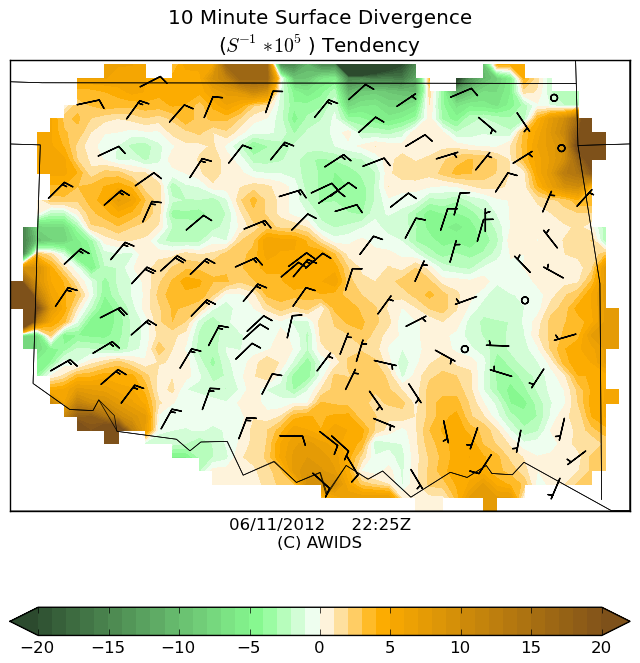 10 Minute Surface Divergence
(S⁻¹ * 10⁵ ) Tendency
06/11/2012 22:25Z
(C) AWIDS
−20 −15 −10 −5 0 5 10 15 20